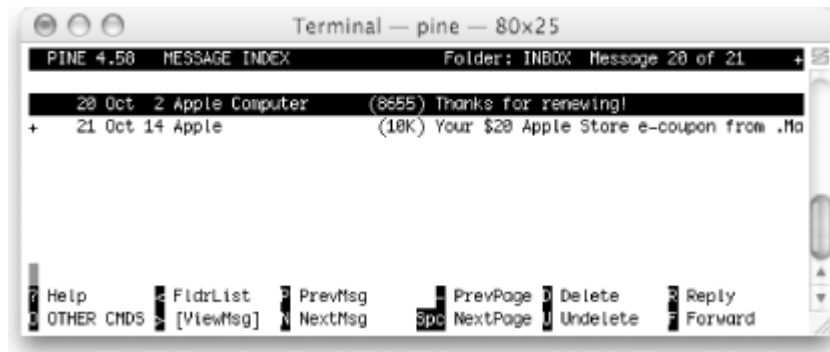 Terminal — pine — 80x25
PINE 4.58 MESSAGE INDEX Folder: INBOX Message 20 of 21 +
20 Oct 2 Apple Computer (8655) Thanks for renewing!
+ 21 Oct 14 Apple (10K) Your $20 Apple Store e-coupon from .Ma
? Help < FldrList P PrevMsg - PrevPage D Delete R Reply
O OTHER CMDS > [ViewMsg] N NextMsg Spc NextPage U Undelete F Forward